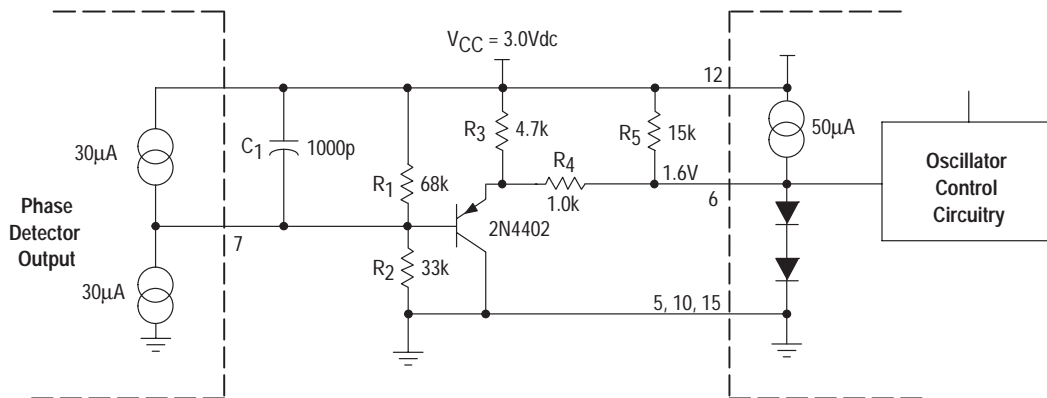 VCC = 3.0Vdc
12
30µA
C1 1000p
R3 4.7k
R5 15k
50µA
R1 68k
R4
1.0k
1.6V
6
Oscillator
Control
Circuitry
Phase
Detector
Output
7
2N4402
R2 33k
30µA
5, 10, 15